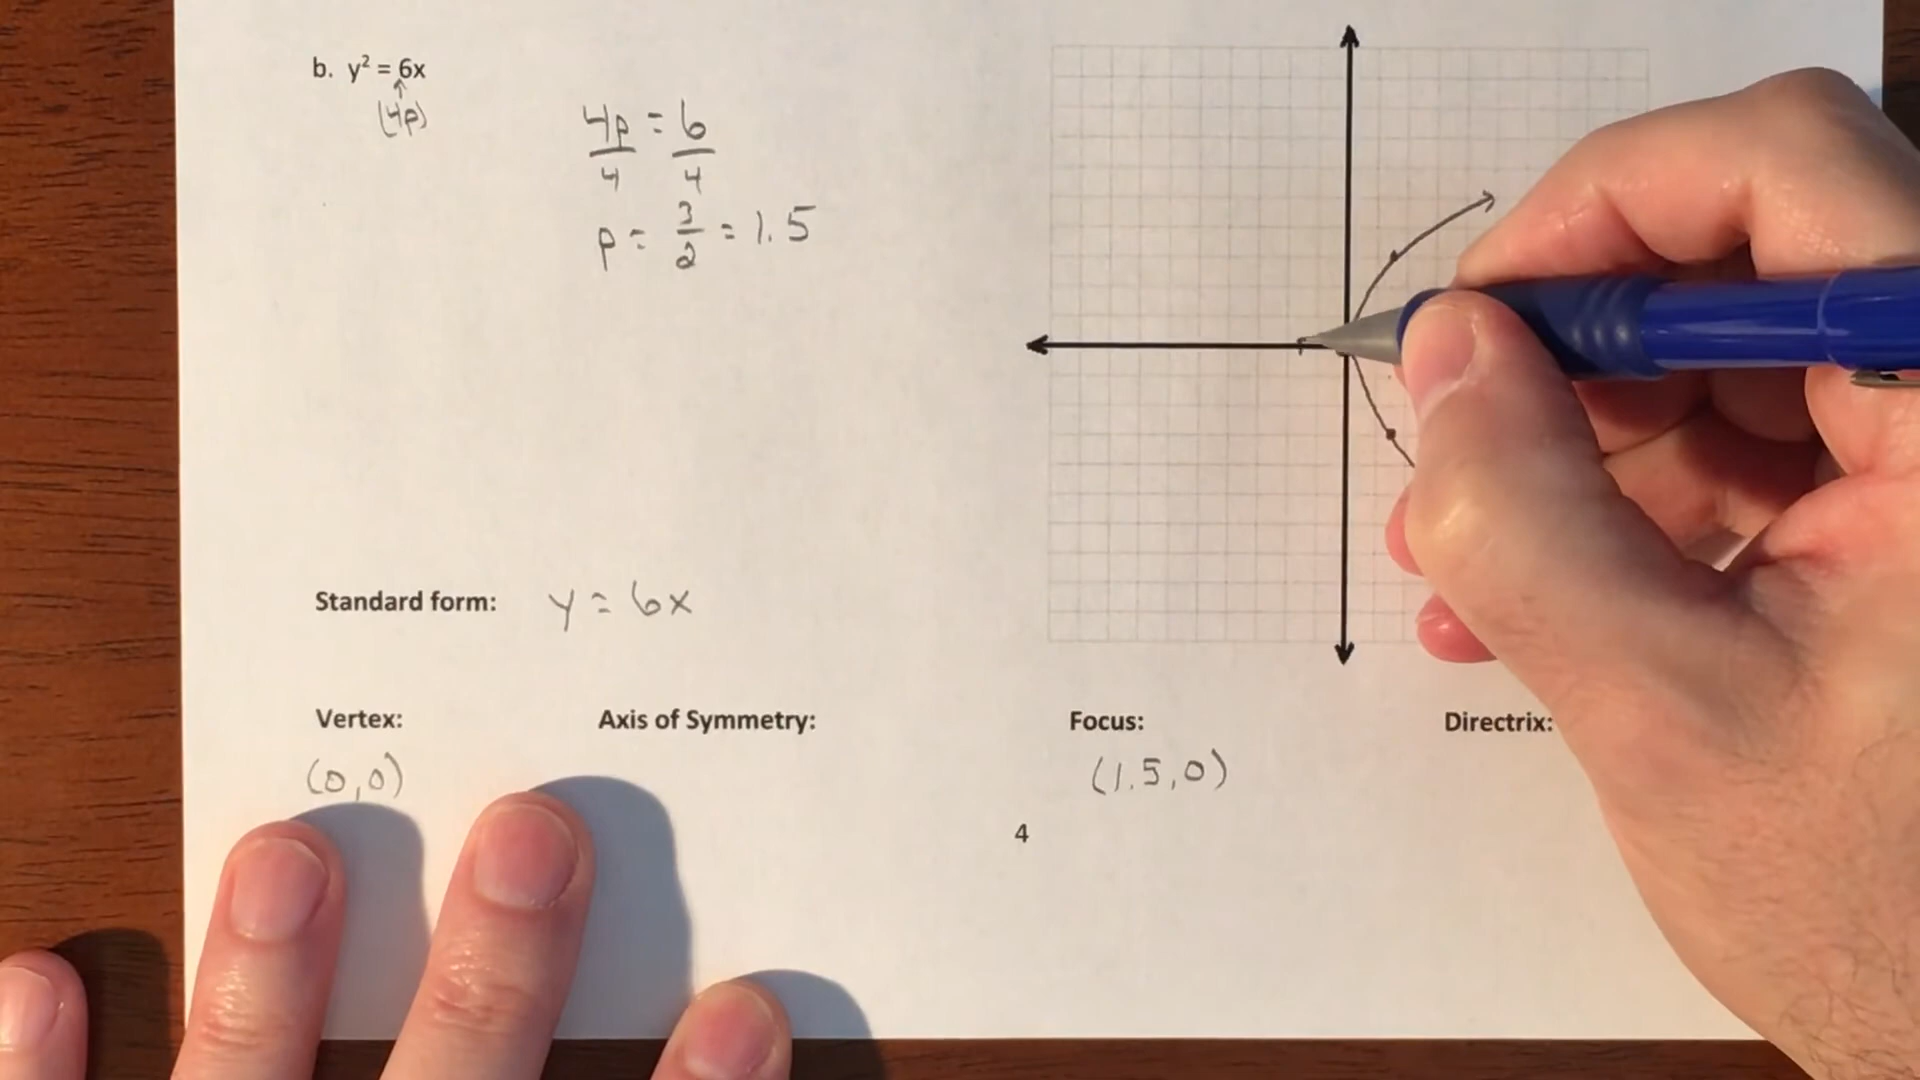 b. y² = 6x
(4p)
4p = 6
4 4
p = 3/2 = 1.5
Standard form: y = 6x
Vertex: Axis of Symmetry: Focus: Directrix:
(0,0) (1.5,0)
4